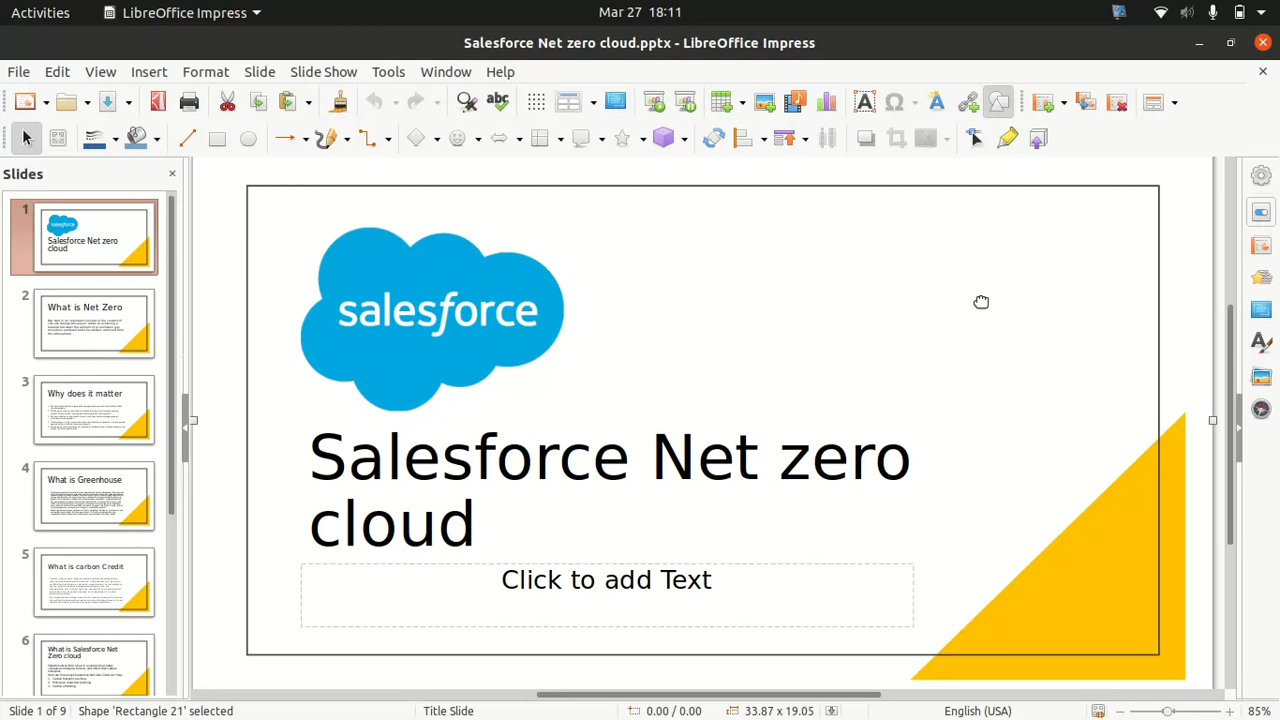 Activities
LibreOffice Impress
Mar 27 18:11
Salesforce Net zero cloud.pptx - LibreOffice Impress
File Edit View Insert Format Slide Slide Show Tools Window Help
Slides
1
salesforce
Salesforce Net zero
cloud
2
What is Net Zero
3
Why does it matter
4
What is Greenhouse
5
What is carbon Credit
6
What is Salesforce Net
Zero cloud
salesforce
Salesforce Net zero
cloud
Click to add Text
Slide 1 of 9
Shape 'Rectangle 21' selected
Title Slide
0.00 / 0.00
33.87 x 19.05
English (USA)
85%